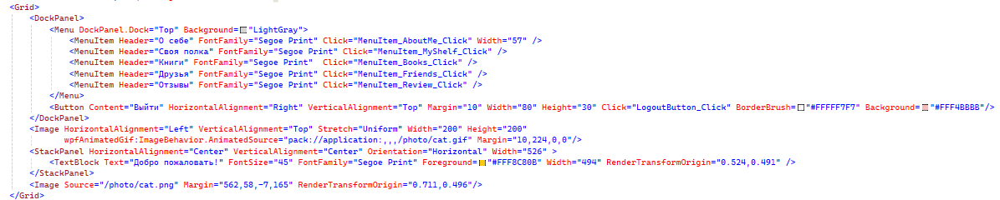 <Grid>
<DockPanel>
<Menu DockPanel.Dock="Top" Background="LightGray">
<MenuItem Header="О себе" FontFamily="Segoe Print" Click="MenuItem_AboutMe_Click" Width="57" />
<MenuItem Header="Своя полка" FontFamily="Segoe Print" Click="MenuItem_MyShelf_Click" />
<MenuItem Header="Книги" FontFamily="Segoe Print"  Click="MenuItem_Books_Click" />
<MenuItem Header="Друзья" FontFamily="Segoe Print" Click="MenuItem_Friends_Click" />
<MenuItem Header="Отзывы" FontFamily="Segoe Print" Click="MenuItem_Review_Click" />
</Menu>
<Button Content="Выйти" HorizontalAlignment="Right" VerticalAlignment="Top" Margin="10" Width="80" Height="30" Click="LogoutButton_Click" BorderBrush="#FFFFF7F7" Background="#FFF4BBBB"/>
</DockPanel>
<Image HorizontalAlignment="Left" VerticalAlignment="Top" Stretch="Uniform" Width="200" Height="200"
wpfAnimatedGif:ImageBehavior.AnimatedSource="pack://application:,,,/photo/cat.gif" Margin="10,224,0,0"/>
<StackPanel HorizontalAlignment="Center" VerticalAlignment="Center" Orientation="Horizontal" Width="526" >
<TextBlock Text="Добро пожаловать!" FontSize="45" FontFamily="Segoe Print" Foreground="#FFF8C80B" Width="494" RenderTransformOrigin="0.524,0.491" />
</StackPanel>
<Image Source="/photo/cat.png" Margin="562,58,-7,165" RenderTransformOrigin="0.711,0.496"/>
</Grid>